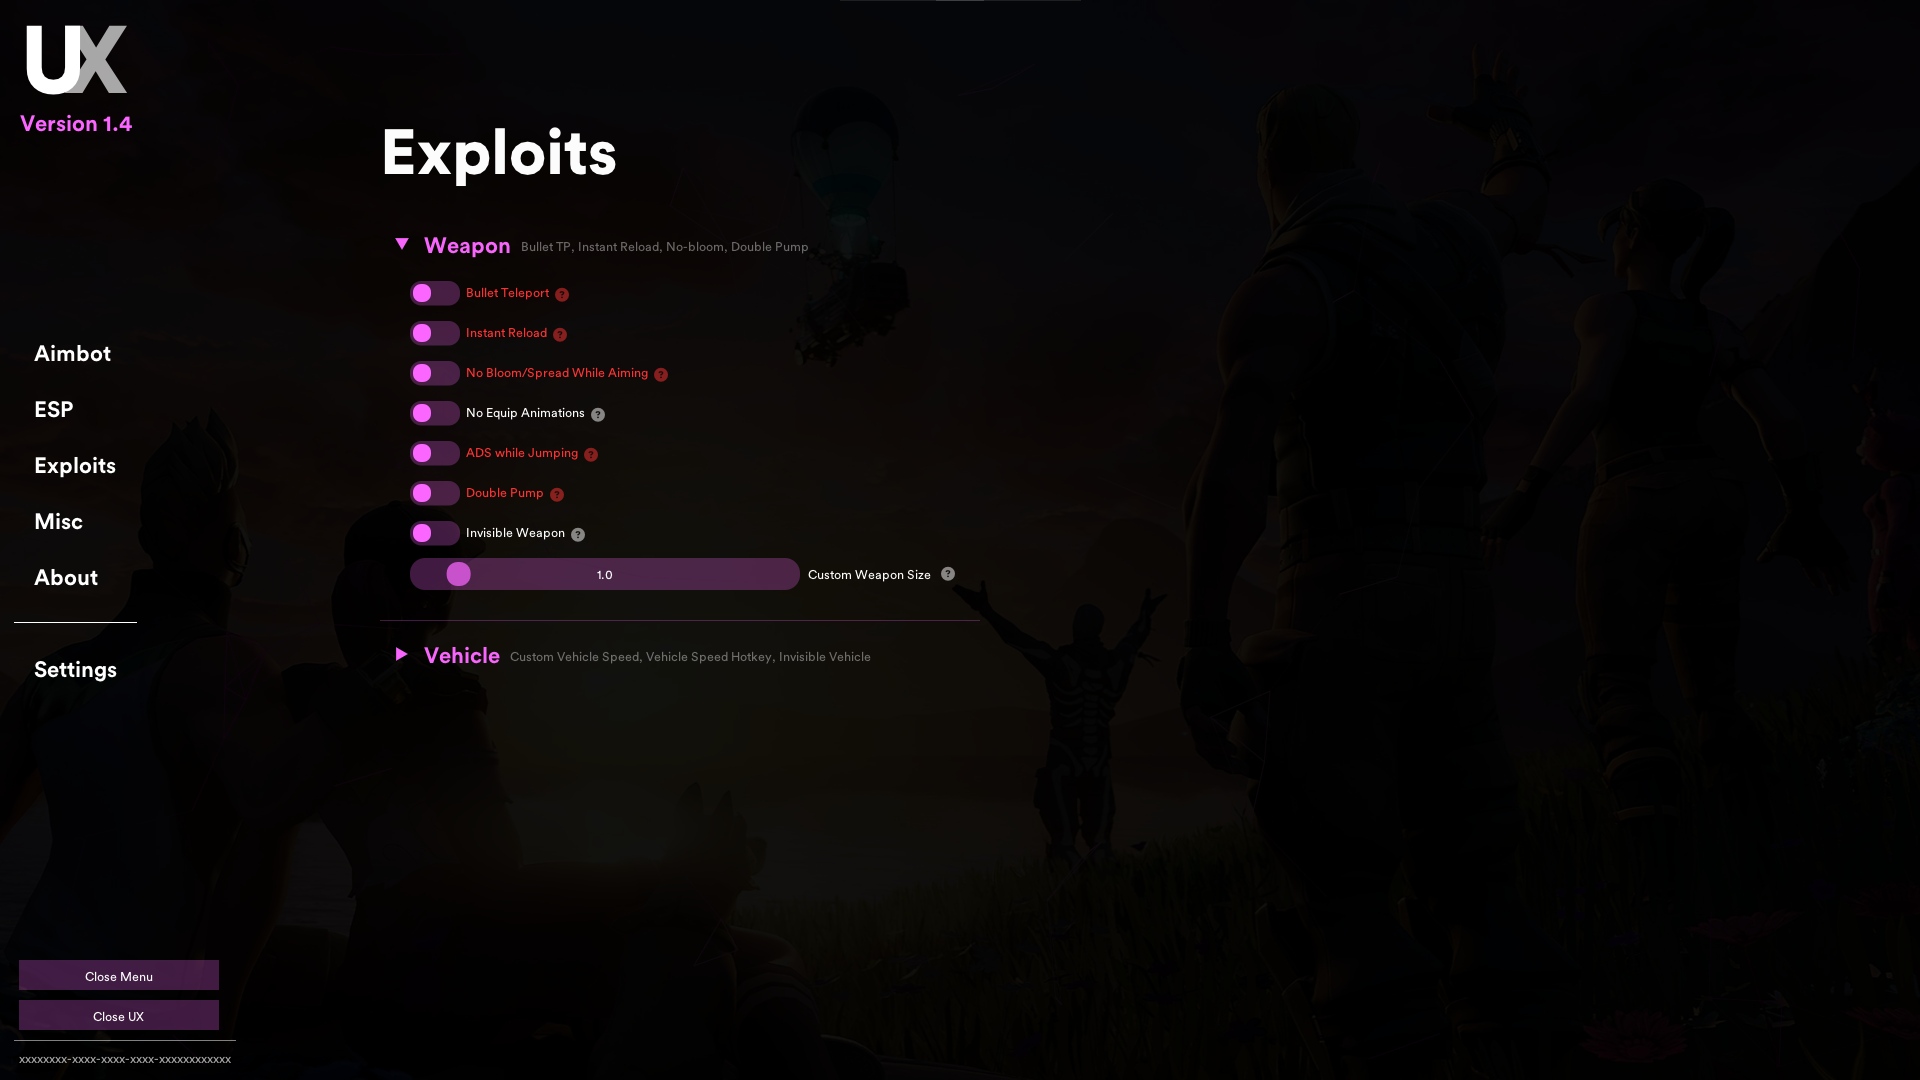 UX
Version 1.4
Exploits
Weapon Bullet TP, Instant Reload, No-bloom, Double Pump
Bullet Teleport ?
Instant Reload ?
No Bloom/Spread While Aiming ?
No Equip Animations ?
ADS while Jumping ?
Double Pump ?
Invisible Weapon ?
1.0 Custom Weapon Size ?
Vehicle Custom Vehicle Speed, Vehicle Speed Hotkey, Invisible Vehicle
Aimbot
ESP
Exploits
Misc
About
Settings
Close Menu
Close UX
xxxxxxxx-xxxx-xxxx-xxxx-xxxxxxxxxxxx